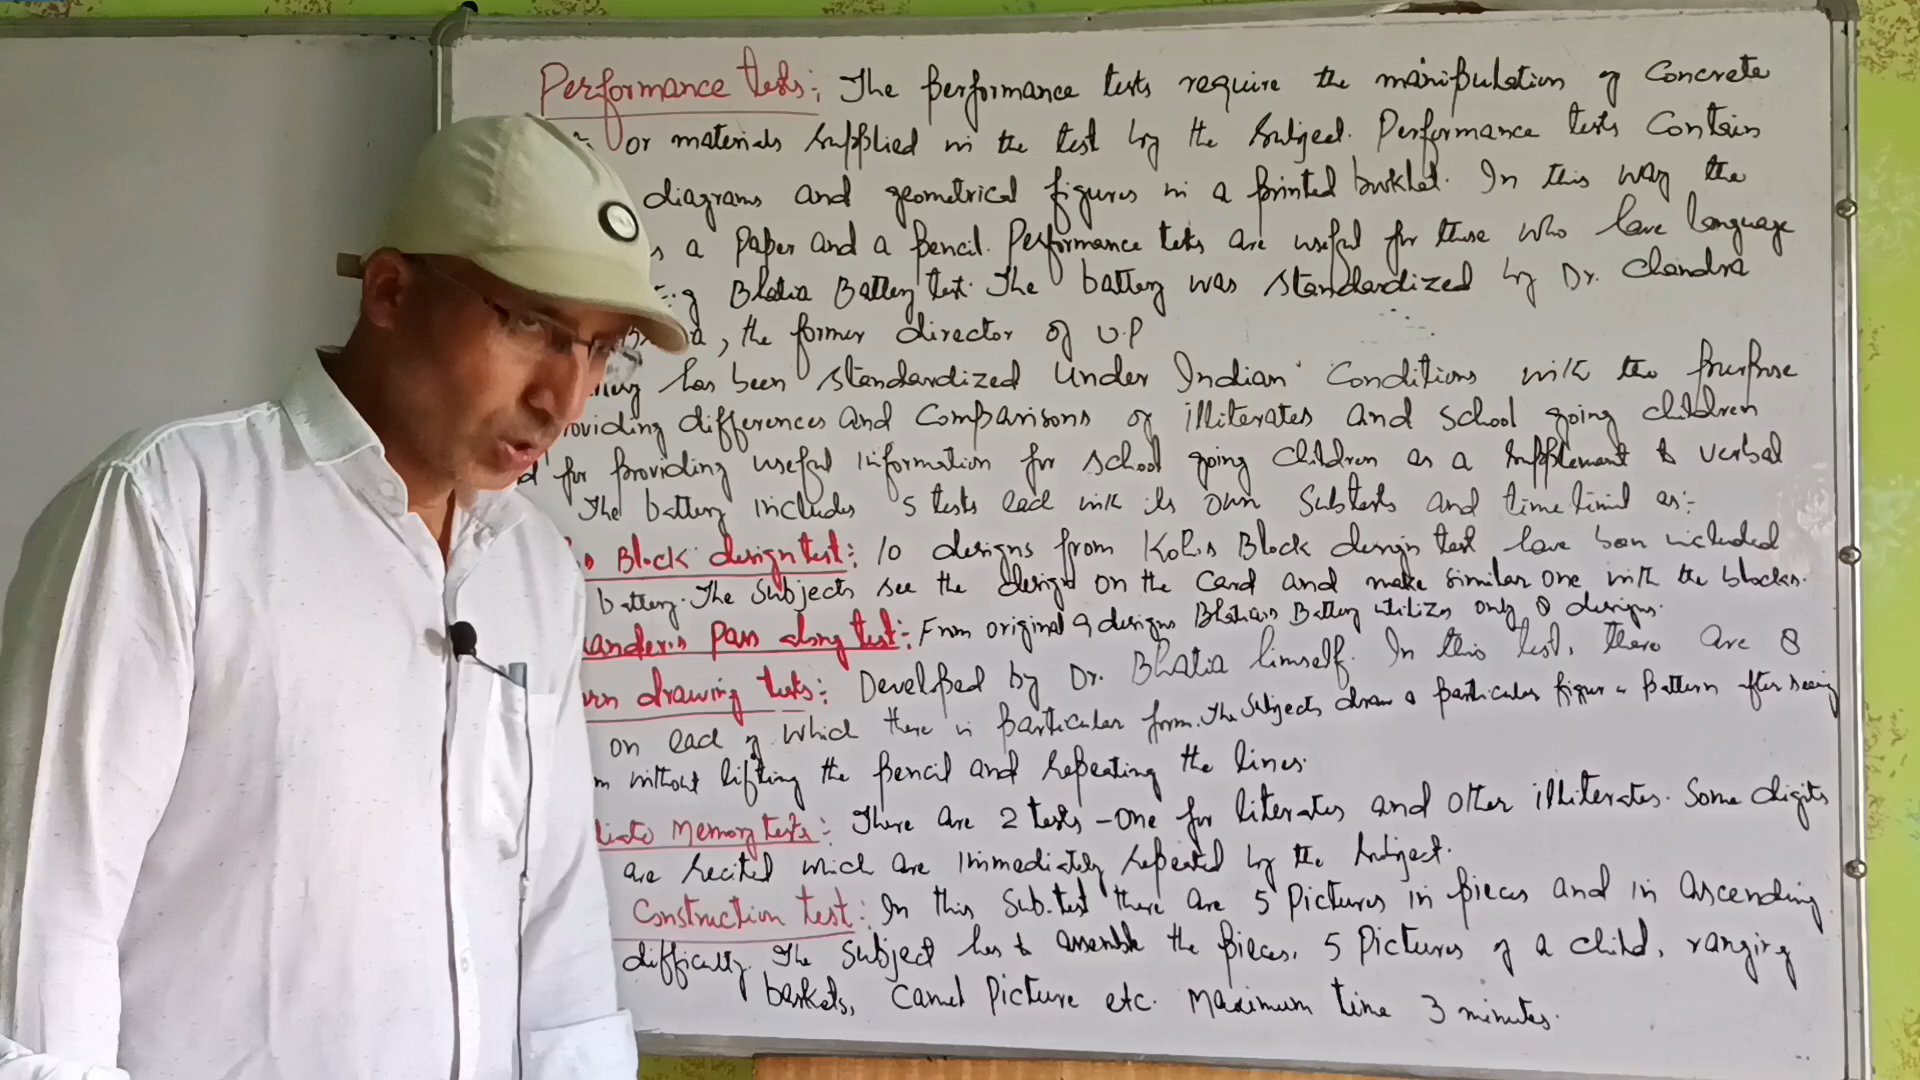 Performance tests:- The performance tests require the manipulation of concrete
or materials supplied in the test by the subject. Performance tests contain
diagrams and geometrical figures in a printed booklet. In this way the
s a paper and a pencil. Performance tests are useful for those who have language
e.g Bhatia Battery test. The battery was standardized by Dr. Chandra
, the former director of U.P
has been standardized under Indian Conditions with the purpose
oviding differences and comparisons of illiterates and school going children
d for providing useful information for school going children as a supplement to verbal
The battery includes 5 tests each with its own subtests and time limit as:-
Block design test: 10 designs from Koh's Block design test have been included
battery. The subjects see the design on the card and make similar one with the blocks.
xander's Pass along test:- From original 9 designs Bhatia's Battery utilizes only 8 designs.
rn drawing tests: Developed by Dr. Bhatia himself. In this test, there are 8
on each of which there is particular form. The subjects draw a particular figure or pattern after seeing
m without lifting the pencil and repeating the lines.
diate Memory tests: There are 2 tests - one for literates and other illiterates. Some digits
are recited which are immediately repeated by the subject.
Construction test: In this sub-test there are 5 pictures in pieces and in ascending
difficulty. The subject has to assemble the pieces. 5 pictures of a child, ranging
baskets, camel picture etc. Maximum time 3 minutes.